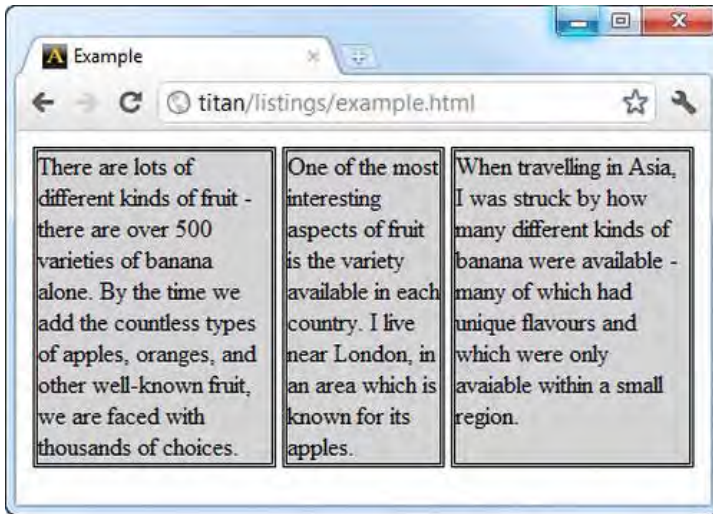 Example
titan/listings/example.html
There are lots of
different kinds of fruit -
there are over 500
varieties of banana
alone. By the time we
add the countless types
of apples, oranges, and
other well-known fruit,
we are faced with
thousands of choices.
One of the most
interesting
aspects of fruit
is the variety
available in each
country. I live
near London, in
an area which is
known for its
apples.
When travelling in Asia,
I was struck by how
many different kinds of
banana were available -
many of which had
unique flavours and
which were only
avaiable within a small
region.